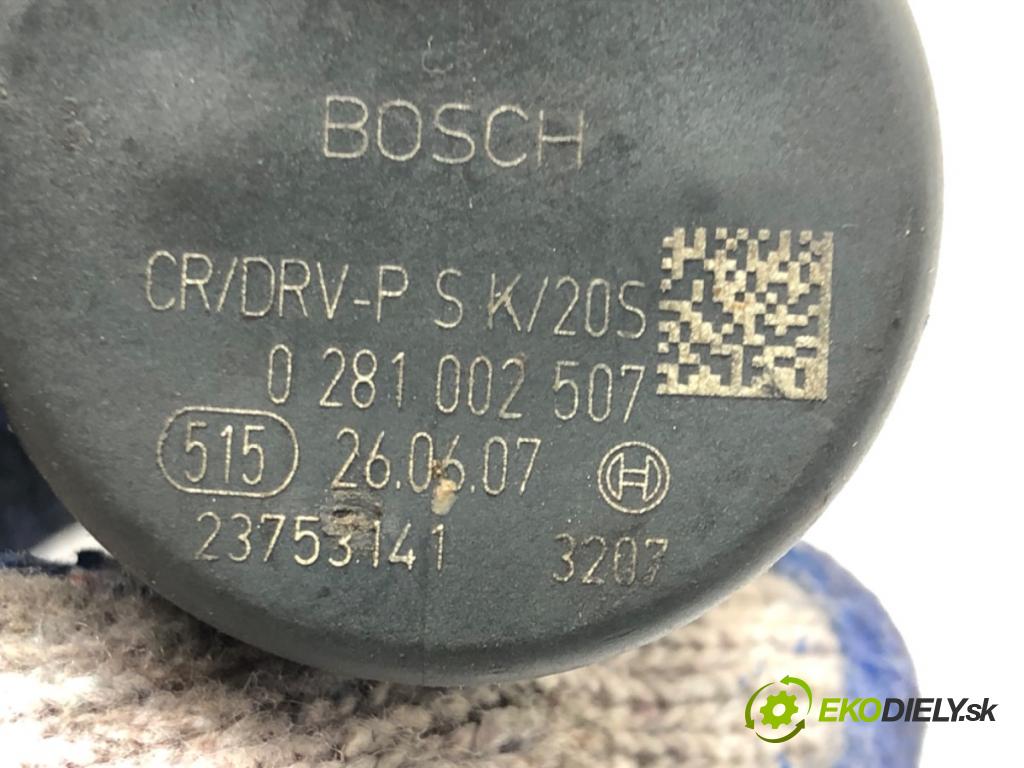 BOSCH
CR/DRV-P S K/20S
0 281 002 507
515 26.06.07 H
23753141 3207
EKODIELY.sk